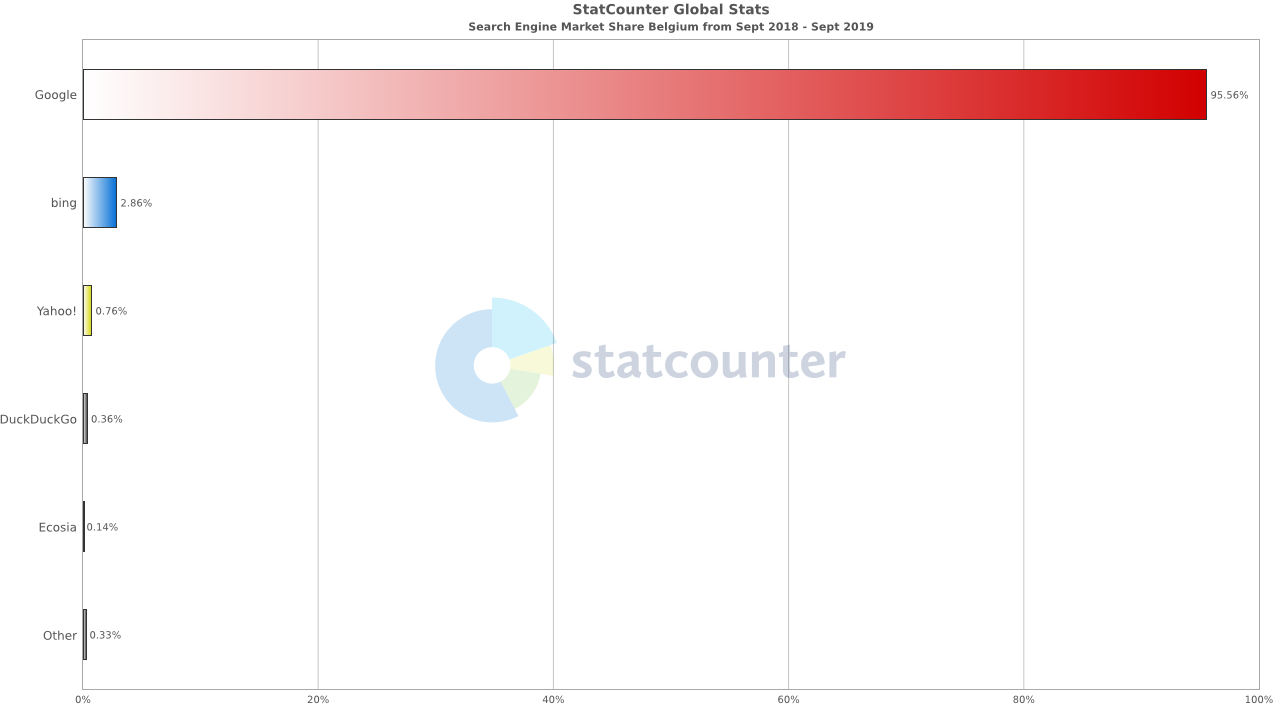 StatCounter Global Stats
Search Engine Market Share Belgium from Sept 2018 - Sept 2019
Google 95.56%
bing 2.86%
Yahoo! 0.76%
statcounter
DuckDuckGo 0.36%
Ecosia 0.14%
Other 0.33%
0% 20% 40% 60% 80% 100%